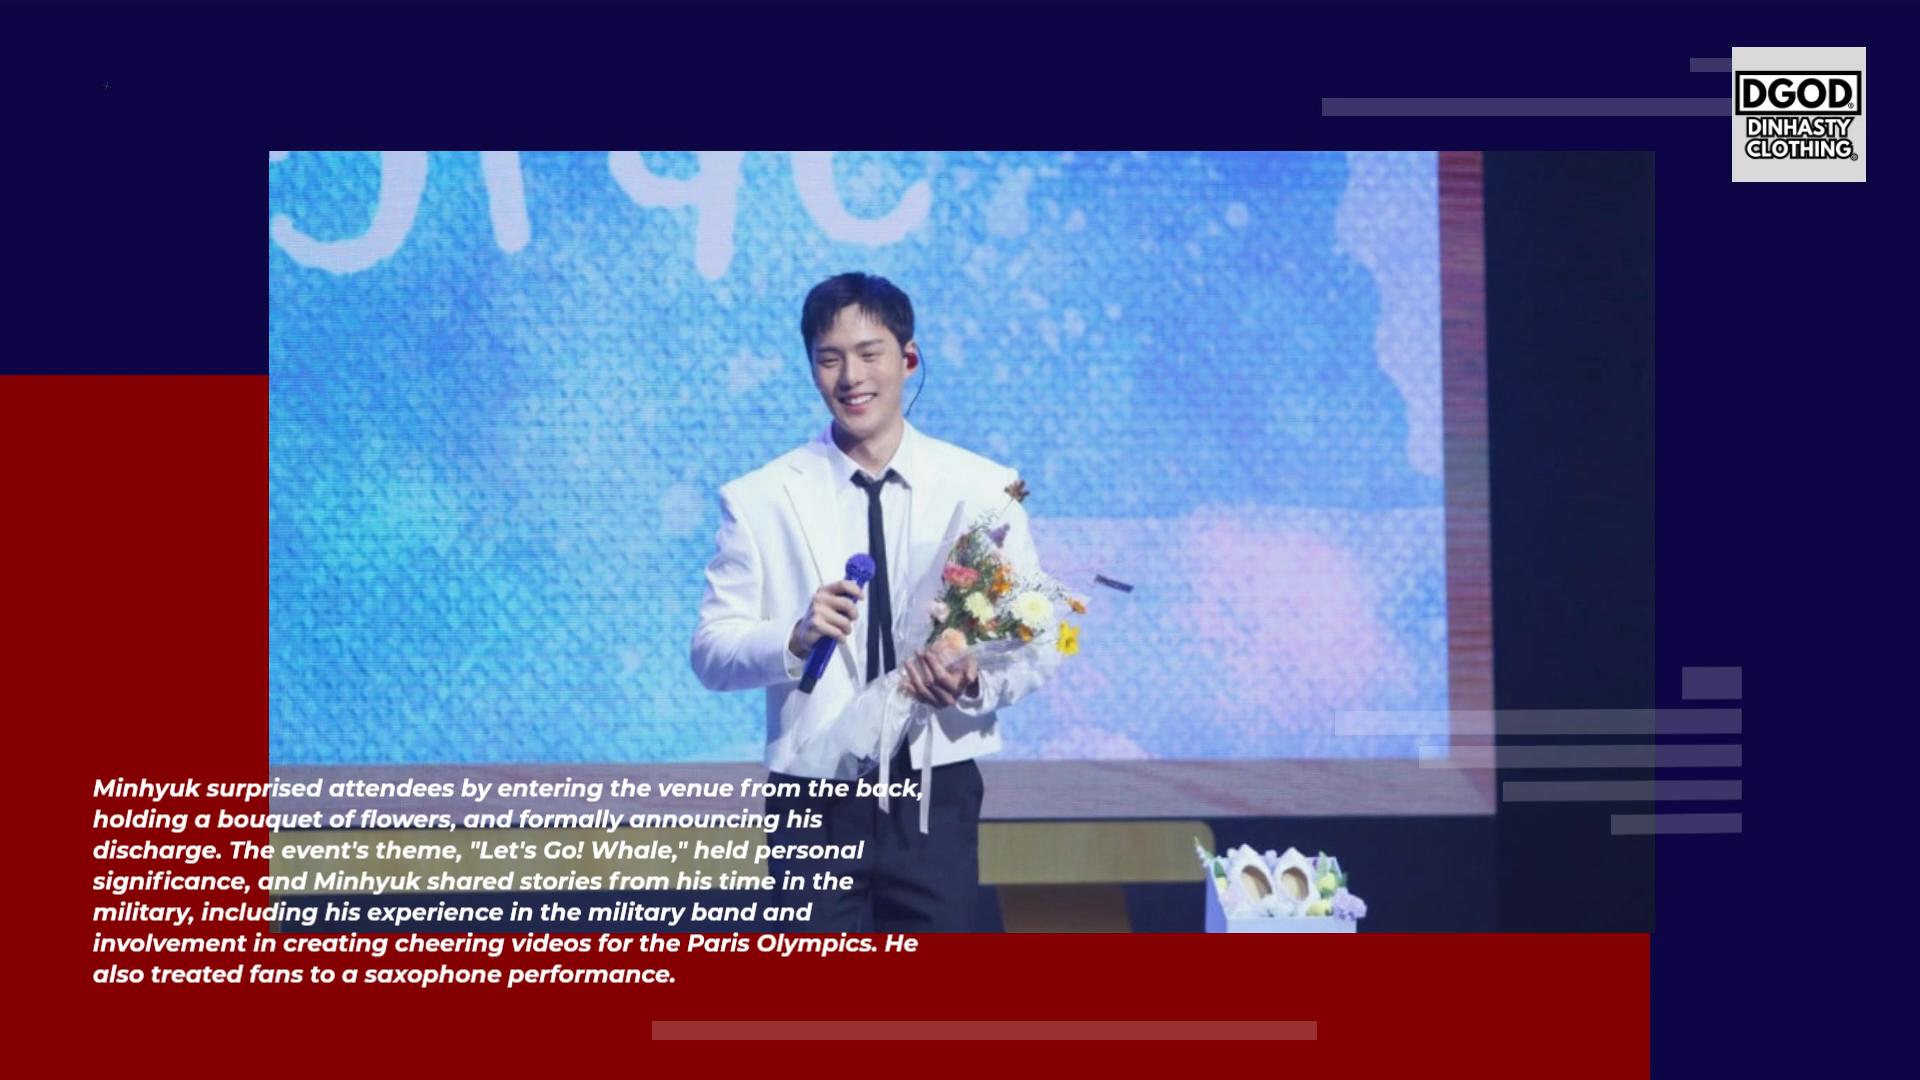 DGOD®
DINHASTY
CLOTHING®
Minhyuk surprised attendees by entering the venue from the back,
holding a bouquet of flowers, and formally announcing his
discharge. The event's theme, "Let's Go! Whale," held personal
significance, and Minhyuk shared stories from his time in the
military, including his experience in the military band and
involvement in creating cheering videos for the Paris Olympics. He
also treated fans to a saxophone performance.